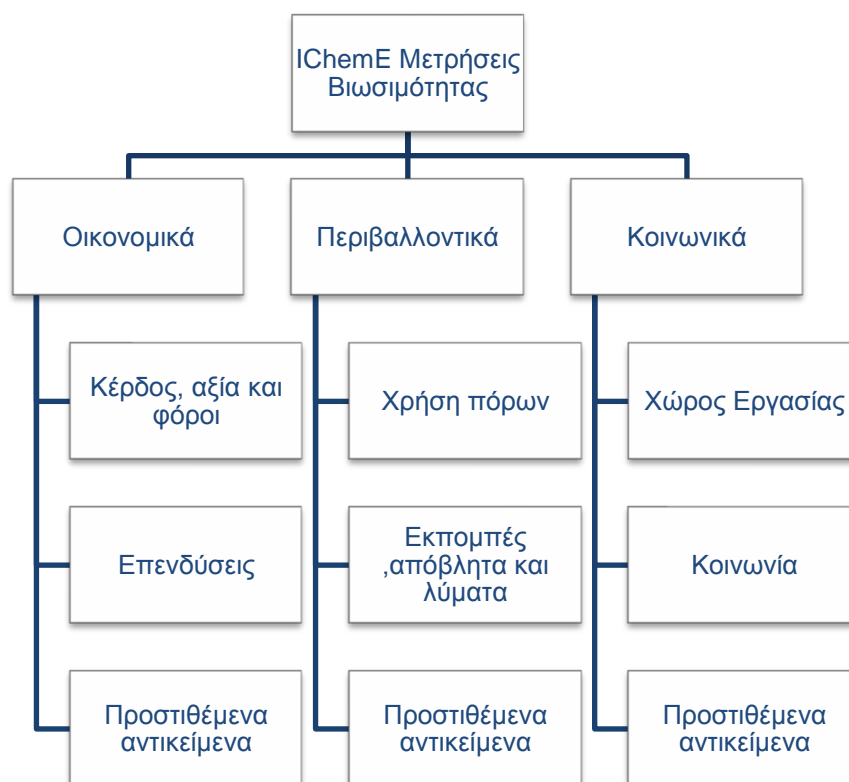 IChemE Μετρήσεις
Βιωσιμότητας
Οικονομικά
Περιβαλλοντικά
Κοινωνικά
Κέρδος, αξία και
φόροι
Χρήση πόρων
Χώρος Εργασίας
Επενδύσεις
Εκπομπές
,απόβλητα και
λύματα
Κοινωνία
Προστιθέμενα
αντικείμενα
Προστιθέμενα
αντικείμενα
Προστιθέμενα
αντικείμενα